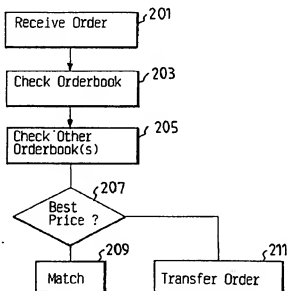 201
Receive Order
203
Check Orderbook
205
Check Other
Orderbook(s)
207
Best
Price ?
209
211
Match
Transfer Order